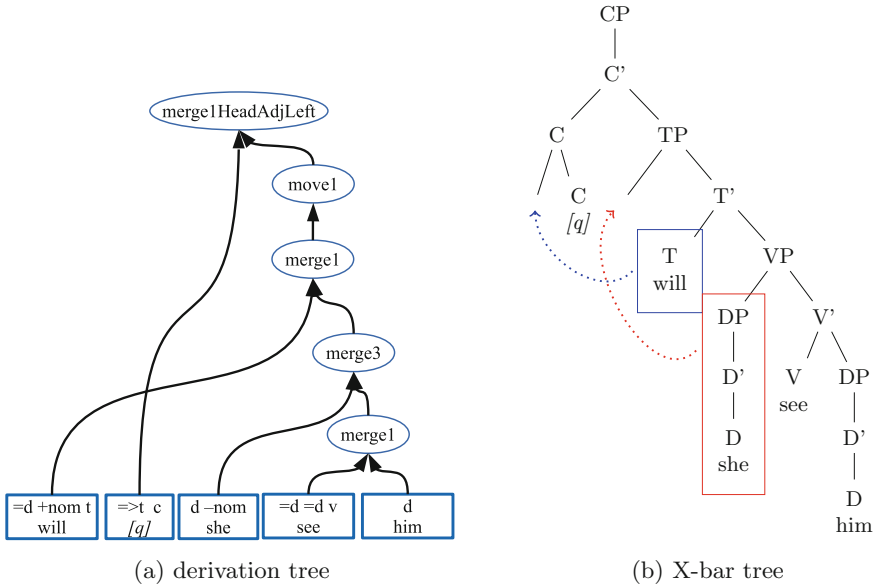 merge1HeadAdjLeft
move1
merge1
merge3
merge1
=d +nom t
will
=>t c
[q]
d –nom
she
=d =d v
see
d
him
(a) derivation tree
CP
C'
C TP
C
[q]
T'
T
will
VP
DP V'
D'
V
see
DP
D
she
D'
D
him
(b) X-bar tree